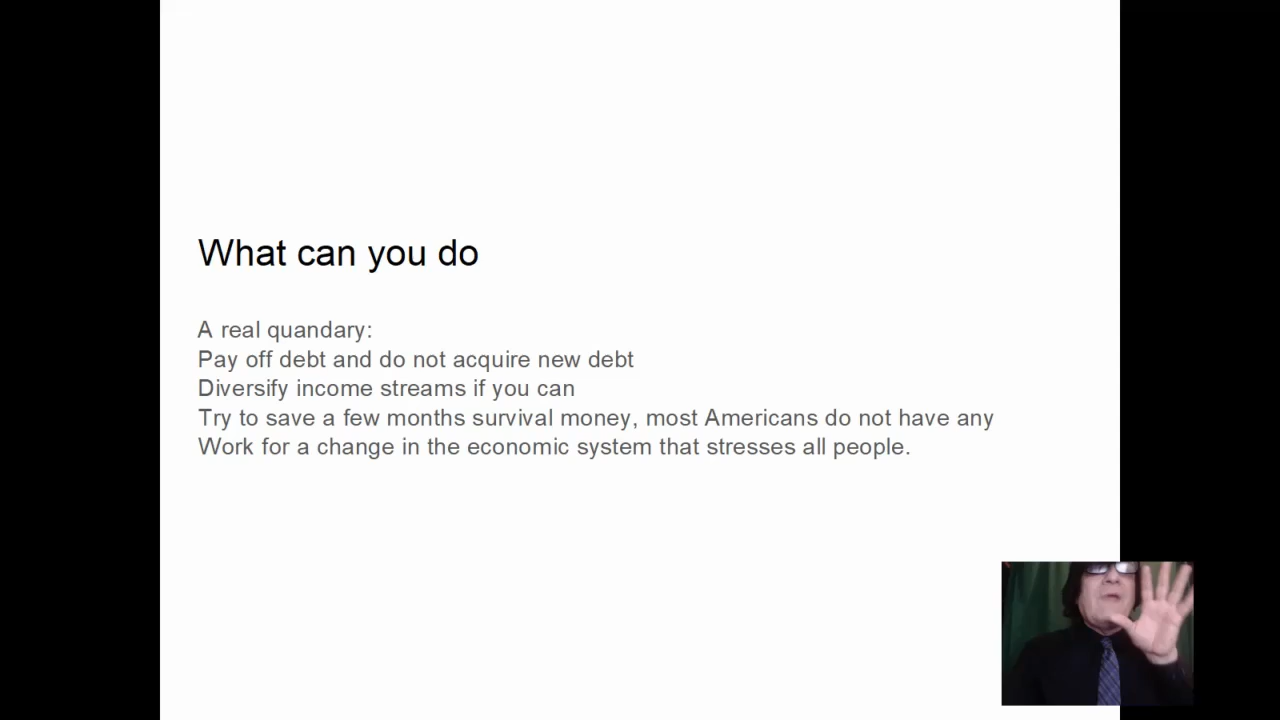 What can you do
A real quandary:
Pay off debt and do not acquire new debt
Diversify income streams if you can
Try to save a few months survival money, most Americans do not have any
Work for a change in the economic system that stresses all people.